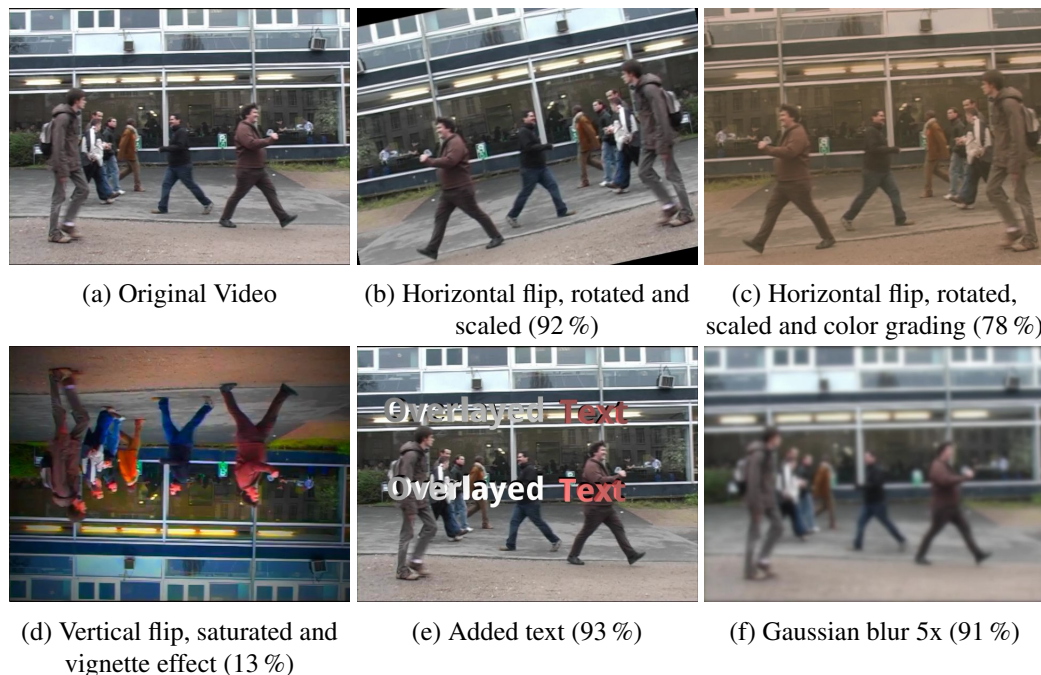 (a) Original Video
(b) Horizontal flip, rotated and
scaled (92 %)
(c) Horizontal flip, rotated,
scaled and color grading (78 %)
Overlayed Text
Overlayed Text
(d) Vertical flip, saturated and
vignette effect (13 %)
(e) Added text (93 %)
(f) Gaussian blur 5x (91 %)